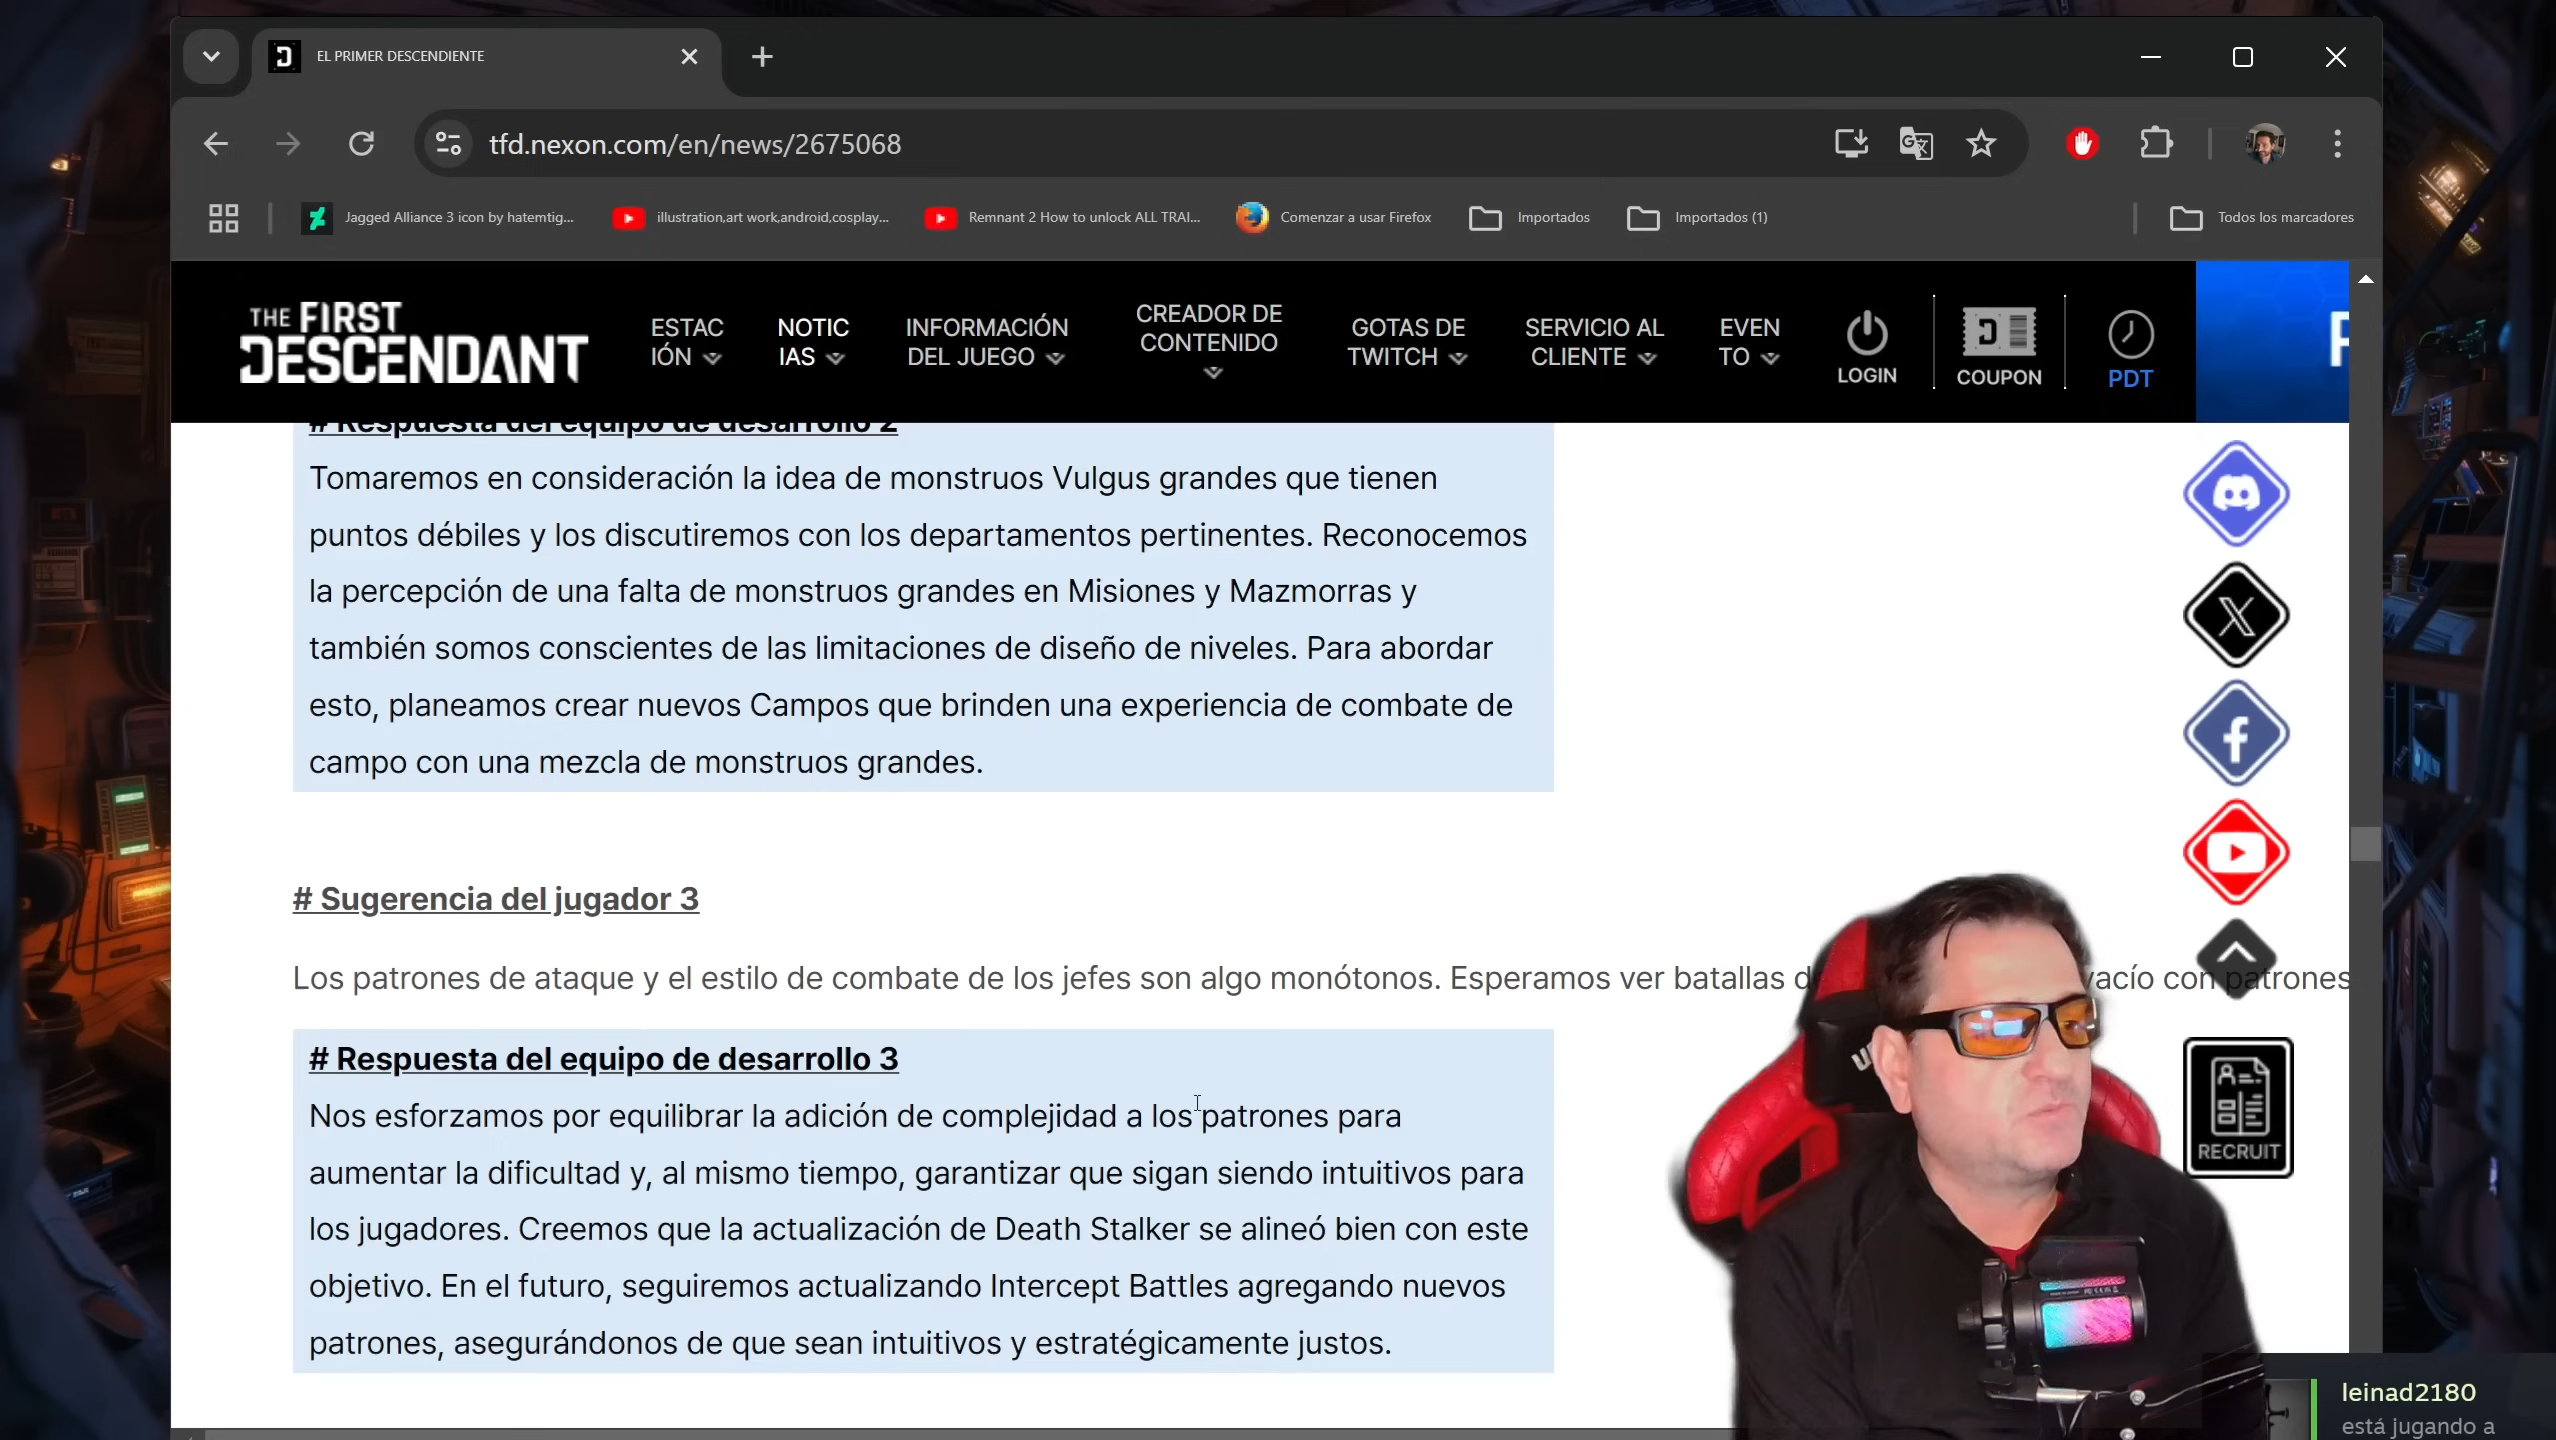 EL PRIMER DESCENDIENTE
tfd.nexon.com/en/news/2675068
Jagged Alliance 3 icon by hatemtig...
illustration,art work,android,cosplay...
Remnant 2 How to unlock ALL TRAI...
Comenzar a usar Firefox
Importados
Importados (1)
Todos los marcadores
THE FIRST
DESCENDANT
ESTAC
IÓN
NOTIC
IAS
INFORMACIÓN
DEL JUEGO
CREADOR DE
CONTENIDO
GOTAS DE
TWITCH
SERVICIO AL
CLIENTE
EVEN
TO
LOGIN
COUPON
PDT
# Respuesta del equipo de desarrollo 2
Tomaremos en consideración la idea de monstruos Vulgus grandes que tienen
puntos débiles y los discutiremos con los departamentos pertinentes. Reconocemos
la percepción de una falta de monstruos grandes en Misiones y Mazmorras y
también somos conscientes de las limitaciones de diseño de niveles. Para abordar
esto, planeamos crear nuevos Campos que brinden una experiencia de combate de
campo con una mezcla de monstruos grandes.
# Sugerencia del jugador 3
Los patrones de ataque y el estilo de combate de los jefes son algo monótonos. Esperamos ver batallas vacío con patrones
# Respuesta del equipo de desarrollo 3
Nos esforzamos por equilibrar la adición de complejidad a los patrones para
aumentar la dificultad y, al mismo tiempo, garantizar que sigan siendo intuitivos para
los jugadores. Creemos que la actualización de Death Stalker se alineó bien con este
objetivo. En el futuro, seguiremos actualizando Intercept Battles agregando nuevos
patrones, asegurándonos de que sean intuitivos y estratégicamente justos.
RECRUIT
leinad2180
está jugando a